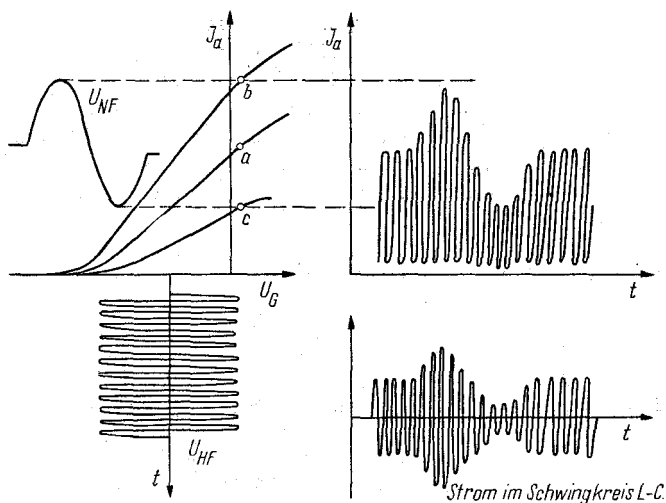 J_a
J_a
U_NF
b
a
c
U_G
t
U_HF
t
t
Strom im Schwingkreis L-C